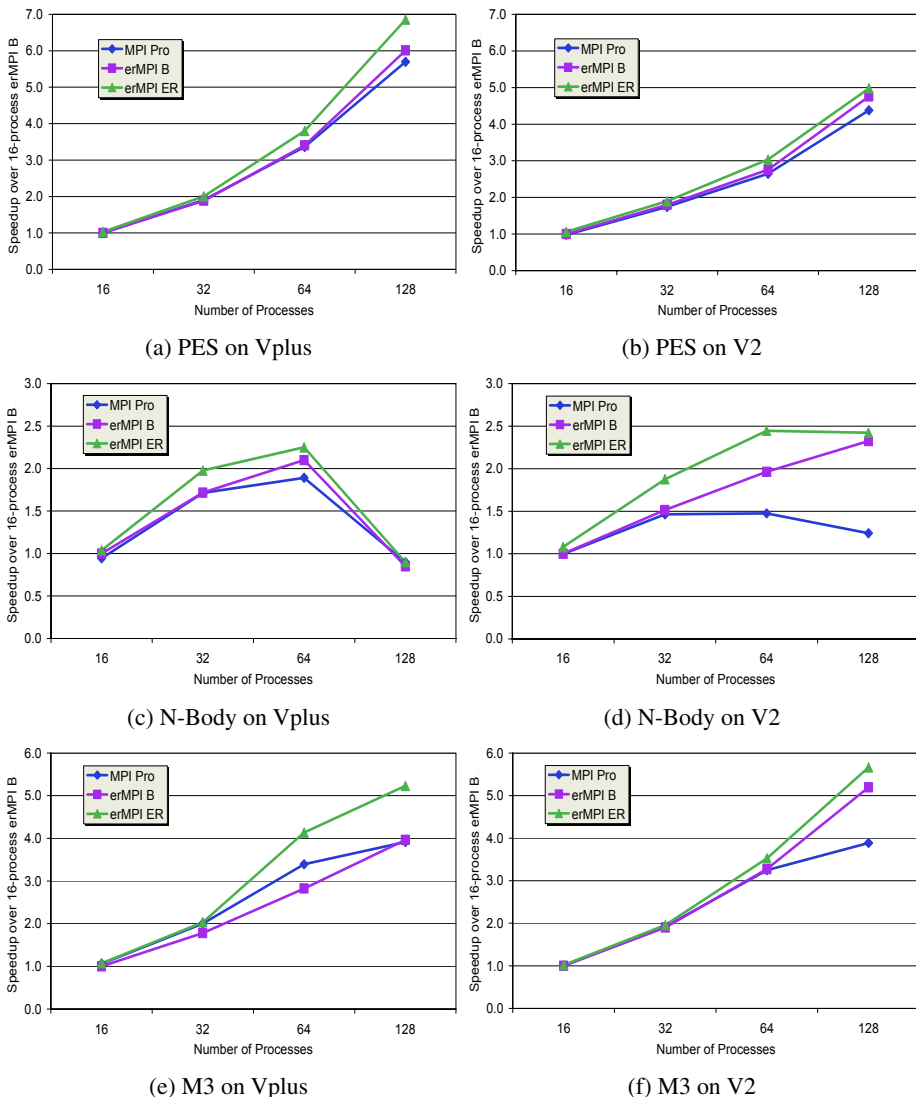 Speedup over 16-process erMPI B
7.0
6.0
5.0
4.0
3.0
2.0
1.0
0.0
MPI Pro
erMPI B
erMPI ER
16
32
64
128
Number of Processes
(a) PES on Vplus
Speedup over 16-process erMPI B
7.0
6.0
5.0
4.0
3.0
2.0
1.0
0.0
MPI Pro
erMPI B
erMPI ER
16
32
64
128
Number of Processes
(b) PES on V2
Speedup over 16-process erMPI B
3.0
2.5
2.0
1.5
1.0
0.5
0.0
MPI Pro
erMPI B
erMPI ER
16
32
64
128
Number of Processes
(c) N-Body on Vplus
Speedup over 16-process erMPI B
3.0
2.5
2.0
1.5
1.0
0.5
0.0
MPI Pro
erMPI B
erMPI ER
16
32
64
128
Number of Processes
(d) N-Body on V2
Speedup over 16-process erMPI B
6.0
5.0
4.0
3.0
2.0
1.0
0.0
MPI Pro
erMPI B
erMPI ER
16
32
64
128
Number of Processes
(e) M3 on Vplus
Speedup over 16-process erMPI B
6.0
5.0
4.0
3.0
2.0
1.0
0.0
MPI Pro
erMPI B
erMPI ER
16
32
64
128
Number of Processes
(f) M3 on V2